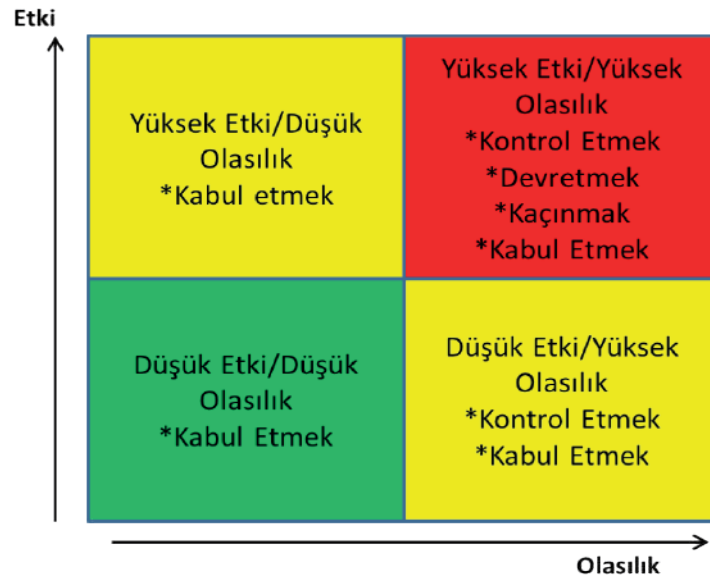 Etki
Yüksek Etki/Düşük
Olasılık
*Kabul etmek
Yüksek Etki/Yüksek
Olasılık
*Kontrol Etmek
*Devretmek
*Kaçınmak
*Kabul Etmek
Düşük Etki/Düşük
Olasılık
*Kabul Etmek
Düşük Etki/Yüksek
Olasılık
*Kontrol Etmek
*Kabul Etmek
Olasılık